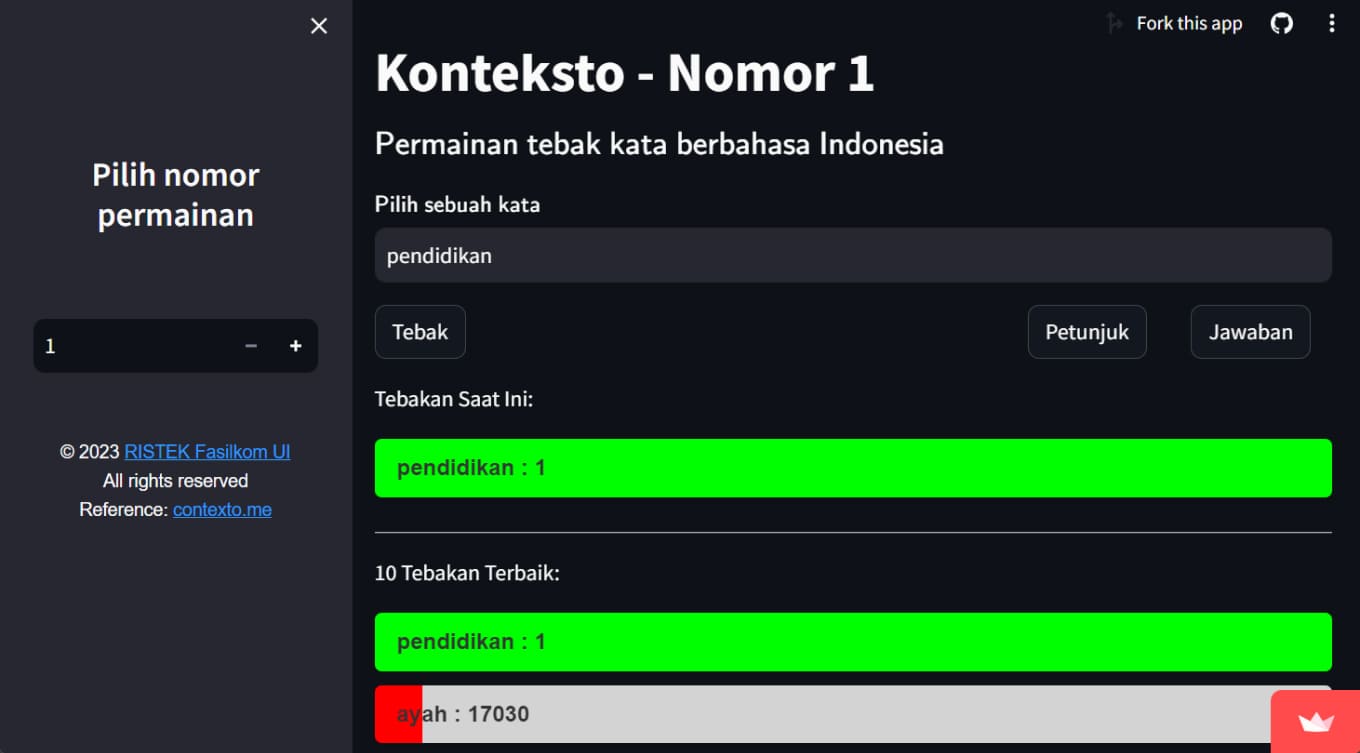 Fork this app
Pilih nomor
permainan
1
© 2023 RISTEK Fasilkom UI
All rights reserved
Reference: contexto.me
Konteksto - Nomor 1
Permainan tebak kata berbahasa Indonesia
Pilih sebuah kata
pendidikan
Tebak
Petunjuk
Jawaban
Tebakan Saat Ini:
pendidikan : 1
10 Tebakan Terbaik:
pendidikan : 1
ayah : 17030